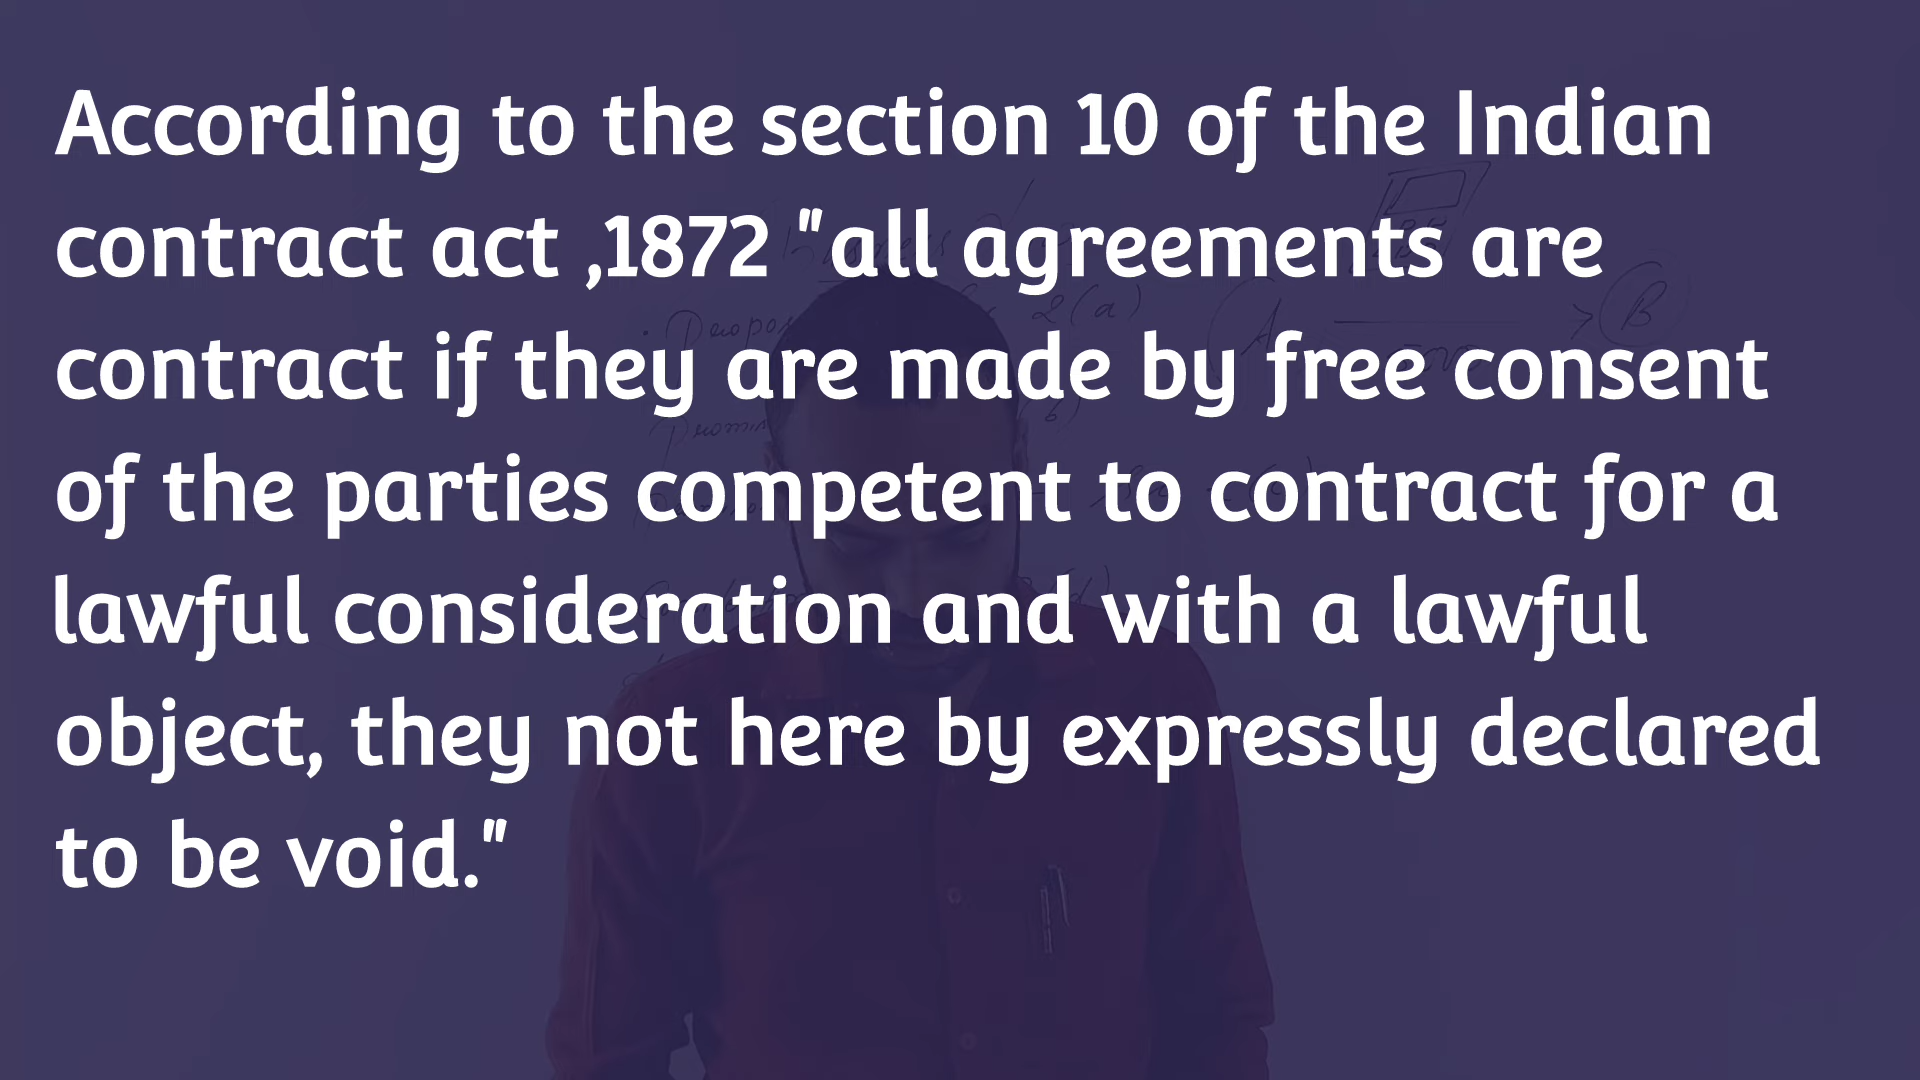 According to the section 10 of the Indian
contract act ,1872 "all agreements are
contract if they are made by free consent
of the parties competent to contract for a
lawful consideration and with a lawful
object, they not here by expressly declared
to be void."
2(a)
A
B